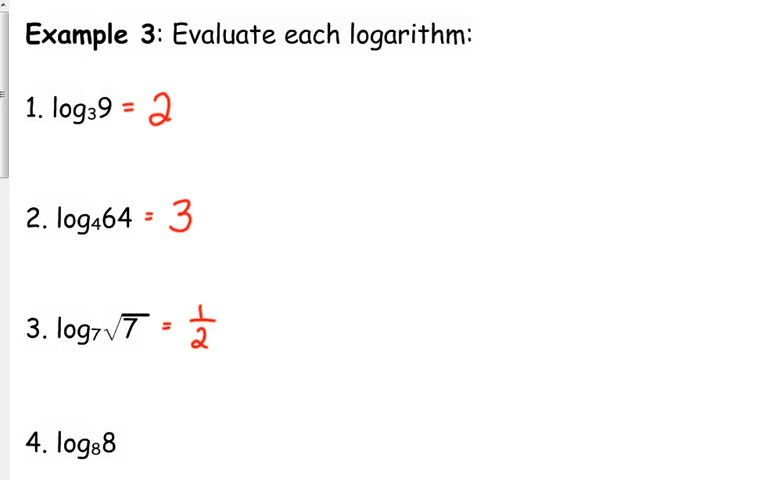 Example 3: Evaluate each logarithm:
1. log₃9 = 2
2. log₄64 = 3
3. log₇√7 = 1/2
4. log₈8